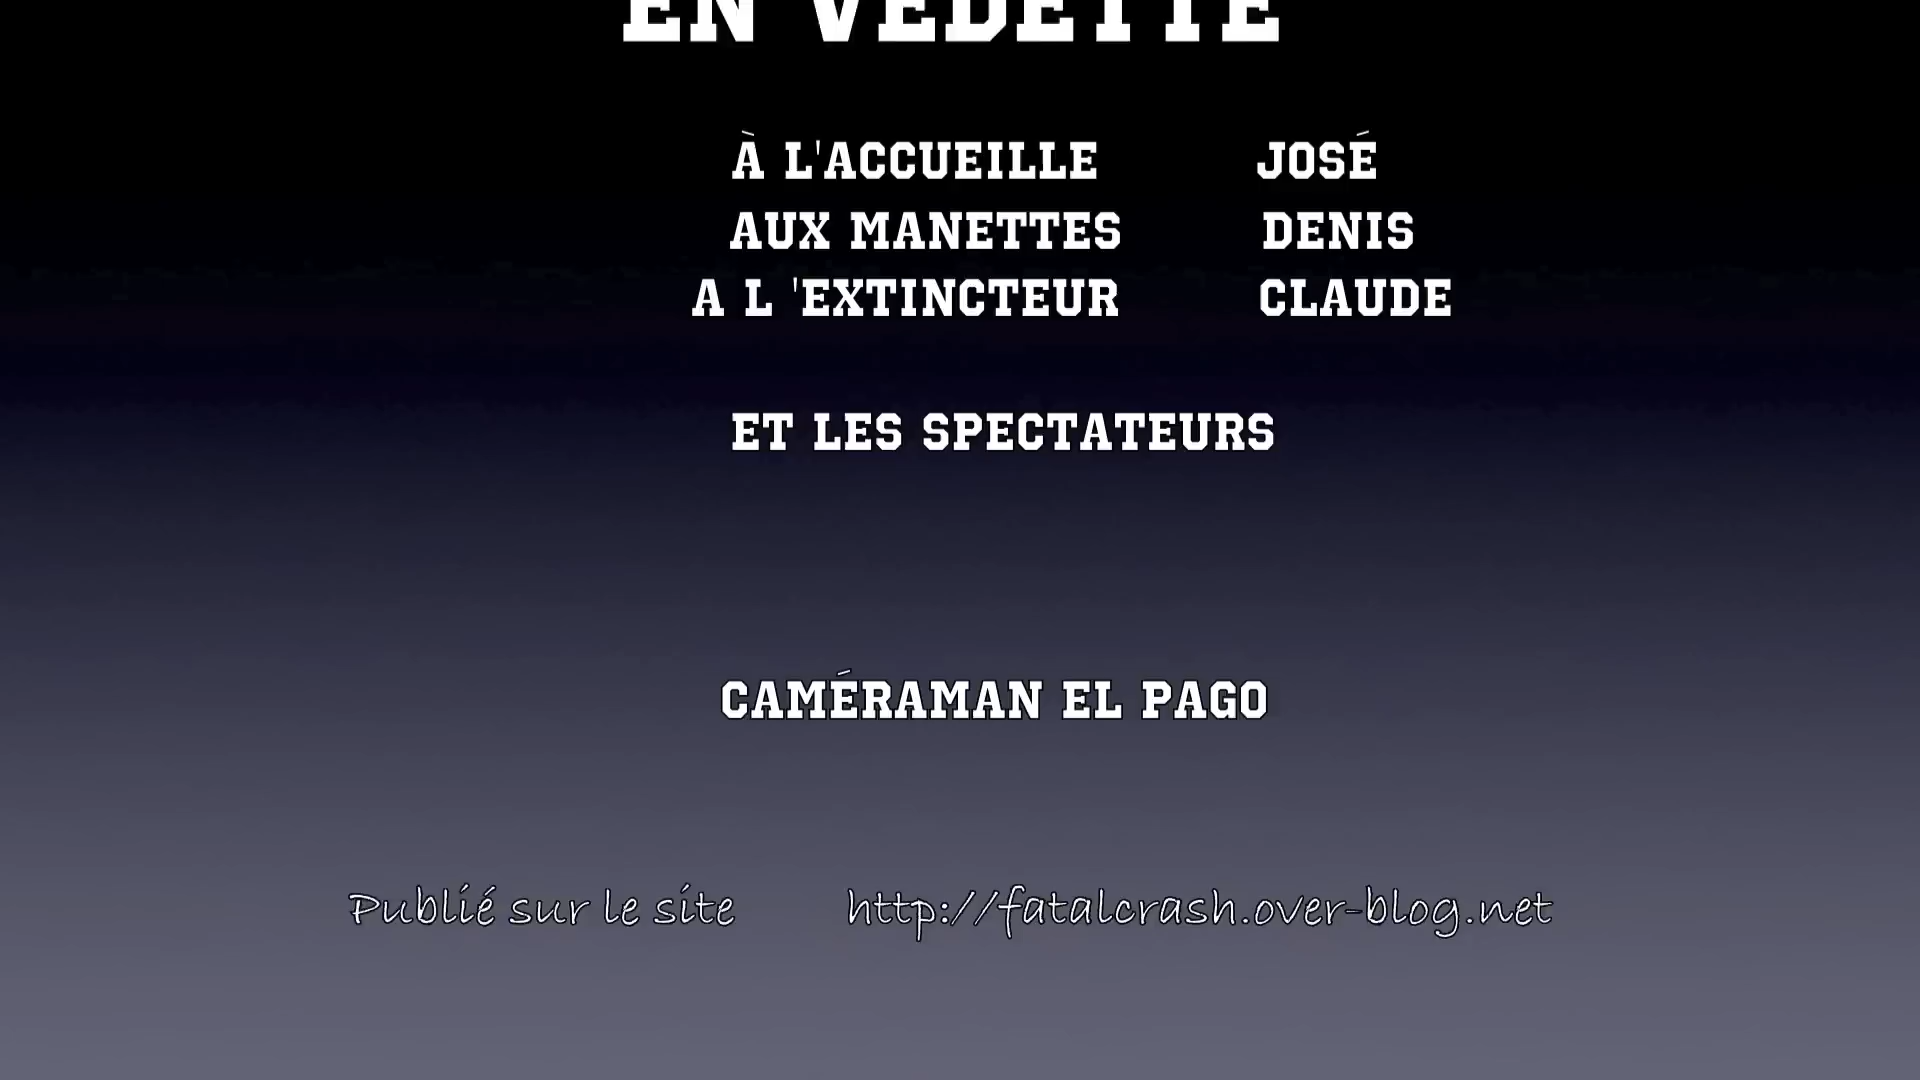 EN VEDETTE
À L'ACCUEILLE JOSÉ
AUX MANETTES DENIS
A L 'EXTINCTEUR CLAUDE
ET LES SPECTATEURS
CAMÉRAMAN EL PAGO
Publié sur le site http://fatalcrash.over-blog.net